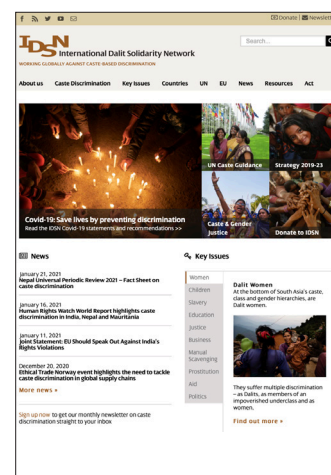 Donate | Newslett
IDSN
International Dalit Solidarity Network
WORKING GLOBALLY AGAINST CASTE-BASED DISCRIMINATION
Search...
About us Caste Discrimination Key Issues Countries UN EU News Resources Act
Covid-19: Save lives by preventing discrimination
Read the IDSN Covid-19 statements and recommendations >>
UN Caste Guidance
Strategy 2019-23
Caste & Gender
Justice
Donate to IDSN
News
January 21, 2021
Nepal Universal Periodic Review 2021 – Fact Sheet on
caste discrimination
January 16, 2021
Human Rights Watch World Report highlights caste
discrimination in India, Nepal and Mauritania
January 11, 2021
Joint Statement: EU Should Speak Out Against India's
Rights Violations
December 20, 2020
Ethical Trade Norway event highlights the need to tackle
caste discrimination in global supply chains
More news »
Sign up now to get our monthly newsletter on caste
discrimination straight to your inbox
Key Issues
Women
Children
Slavery
Education
Justice
Business
Manual
Scavenging
Prostitution
Aid
Politics
Dalit Women
At the bottom of South Asia's caste,
class and gender hierarchies, are
Dalit women.
They suffer multiple discrimination
– as Dalits, as members of an
impoverished underclass and as
women.
Find out more »